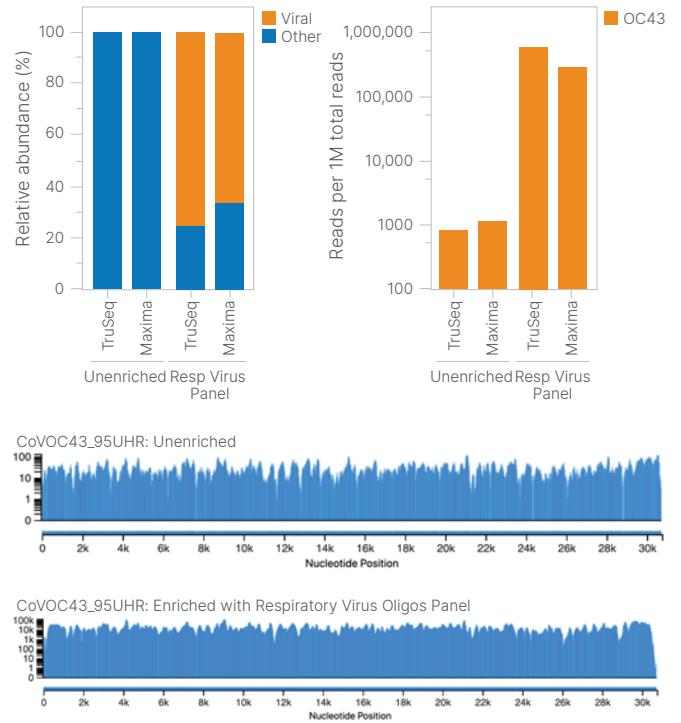 Relative abundance (%)
100
80
60
40
20
0
Viral
Other
TruSeq
Maxima
TruSeq
Maxima
Unenriched
Resp Virus
Panel
Reads per 1M total reads
1,000,000
100,000
10,000
1000
100
OC43
TruSeq
Maxima
TruSeq
Maxima
Unenriched
Resp Virus
Panel
CoVOC43_95UHR: Unenriched
100
10
1
0
0 2k 4k 6k 8k 10k 12k 14k 16k 18k 20k 22k 24k 26k 28k 30k
Nucleotide Position
CoVOC43_95UHR: Enriched with Respiratory Virus Oligos Panel
100k
10k
1k
100
10
1
0
0 2k 4k 6k 8k 10k 12k 14k 16k 18k 20k 22k 24k 26k 28k 30k
Nucleotide Position